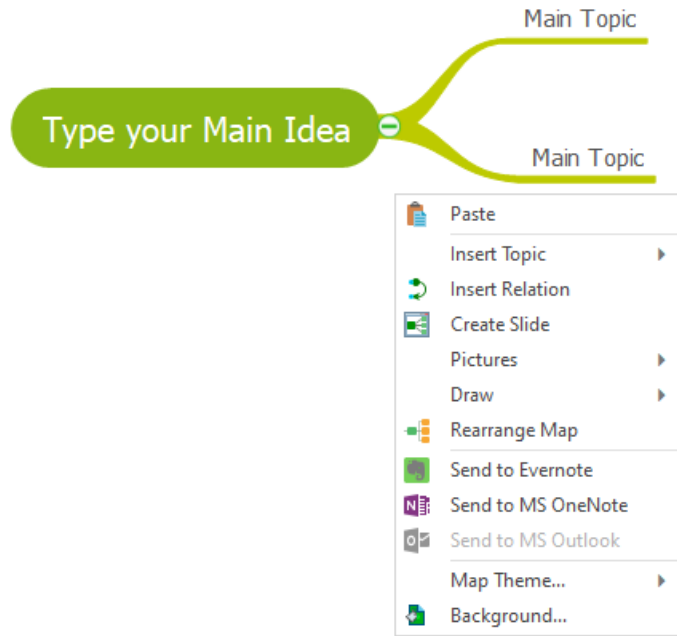 Main Topic
Type your Main Idea
Main Topic
Paste
Insert Topic
Insert Relation
Create Slide
Pictures
Draw
Rearrange Map
Send to Evernote
Send to MS OneNote
Send to MS Outlook
Map Theme...
Background...